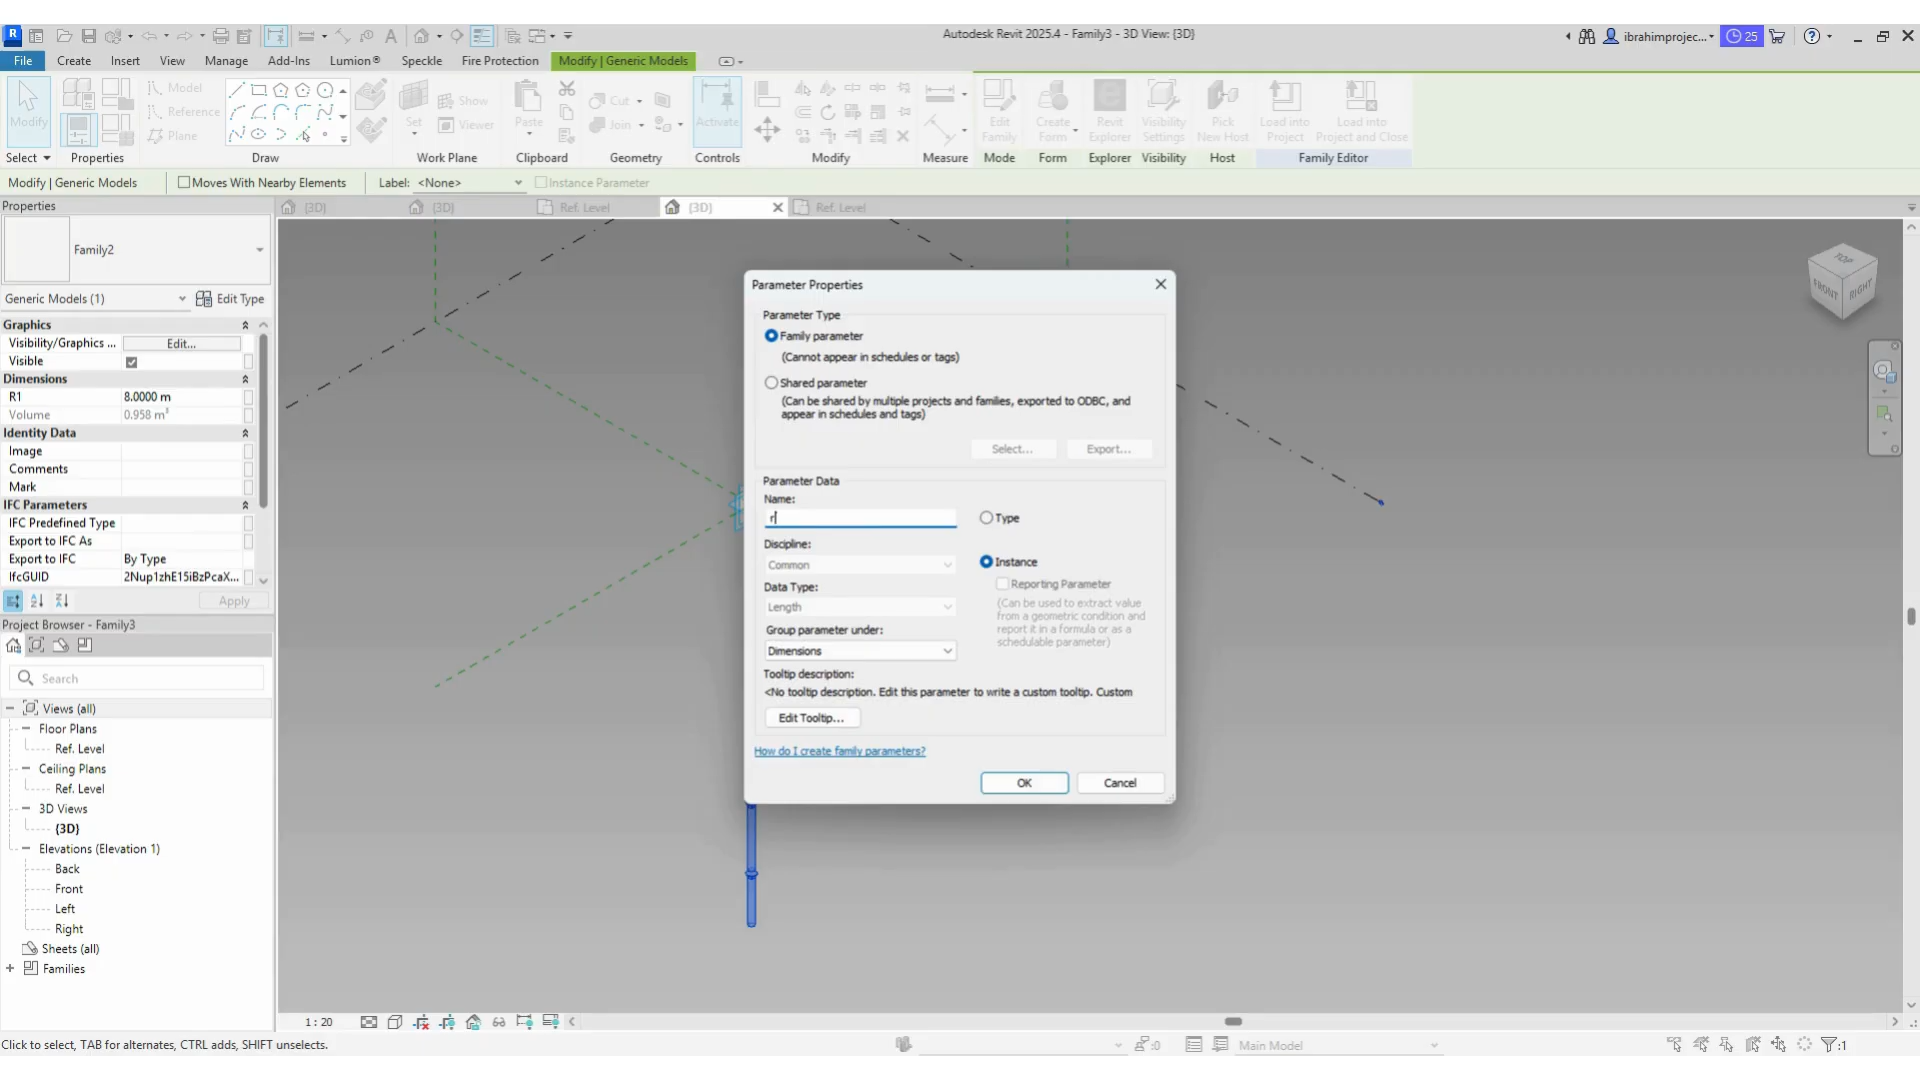 Autodesk Revit 2025.4 - Family3 - 3D View: {3D}
ibrahimprojec...
25
File
Create
Insert
View
Manage
Add-Ins
Lumion®
Speckle
Fire Protection
Modify | Generic Models
Modify
Model
Reference
Plane
Set
Show
Viewer
Paste
Cut
Join
Activate
Edit
Family
Create
Form
Revit
Explorer
Visibility
Settings
Pick
New Host
Load into
Project
Load into
Project and Close
Select
Properties
Draw
Work Plane
Clipboard
Geometry
Controls
Modify
Measure
Mode
Form
Explorer
Visibility
Host
Family Editor
Modify | Generic Models
Moves With Nearby Elements
Label: <None>
Instance Parameter
Properties
{3D}
{3D}
Ref. Level
{3D}
Ref. Level
Family2
Generic Models (1)
Edit Type
Graphics
Visibility/Graphics ... Edit...
Visible
Dimensions
R1 8.0000 m
Volume 0.958 m³
Identity Data
Image
Comments
Mark
IFC Parameters
IFC Predefined Type
Export to IFC As
Export to IFC By Type
IfcGUID 2Nup1zhE15iBzPcaX...
Apply
Project Browser - Family3
Search
Views (all)
Floor Plans
Ref. Level
Ceiling Plans
Ref. Level
3D Views
{3D}
Elevations (Elevation 1)
Back
Front
Left
Right
Sheets (all)
Families
TOP
FRONT
RIGHT
Parameter Properties
Parameter Type
Family parameter
(Cannot appear in schedules or tags)
Shared parameter
(Can be shared by multiple projects and families, exported to ODBC, and
appear in schedules and tags)
Select...
Export...
Parameter Data
Name:
r
Type
Discipline:
Common
Instance
Reporting Parameter
Data Type:
Length
(Can be used to extract value
from a geometric condition and
report it in a formula or as a
schedulable parameter)
Group parameter under:
Dimensions
Tooltip description:
<No tooltip description. Edit this parameter to write a custom tooltip. Custom
Edit Tooltip...
How do I create family parameters?
OK
Cancel
1 : 20
Click to select, TAB for alternates, CTRL adds, SHIFT unselects.
:0
Main Model
:1